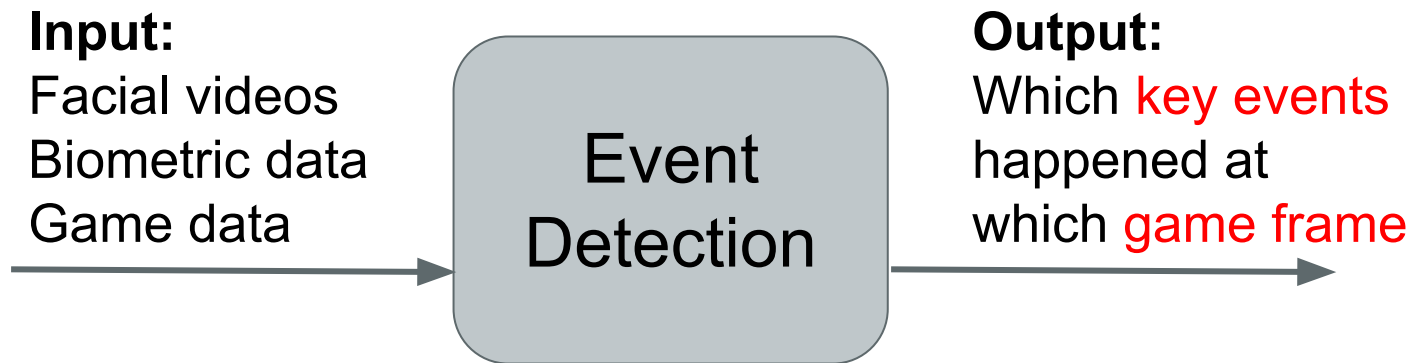 Input:
Facial videos
Biometric data
Game data
Event
Detection
Output:
Which key events
happened at
which game frame